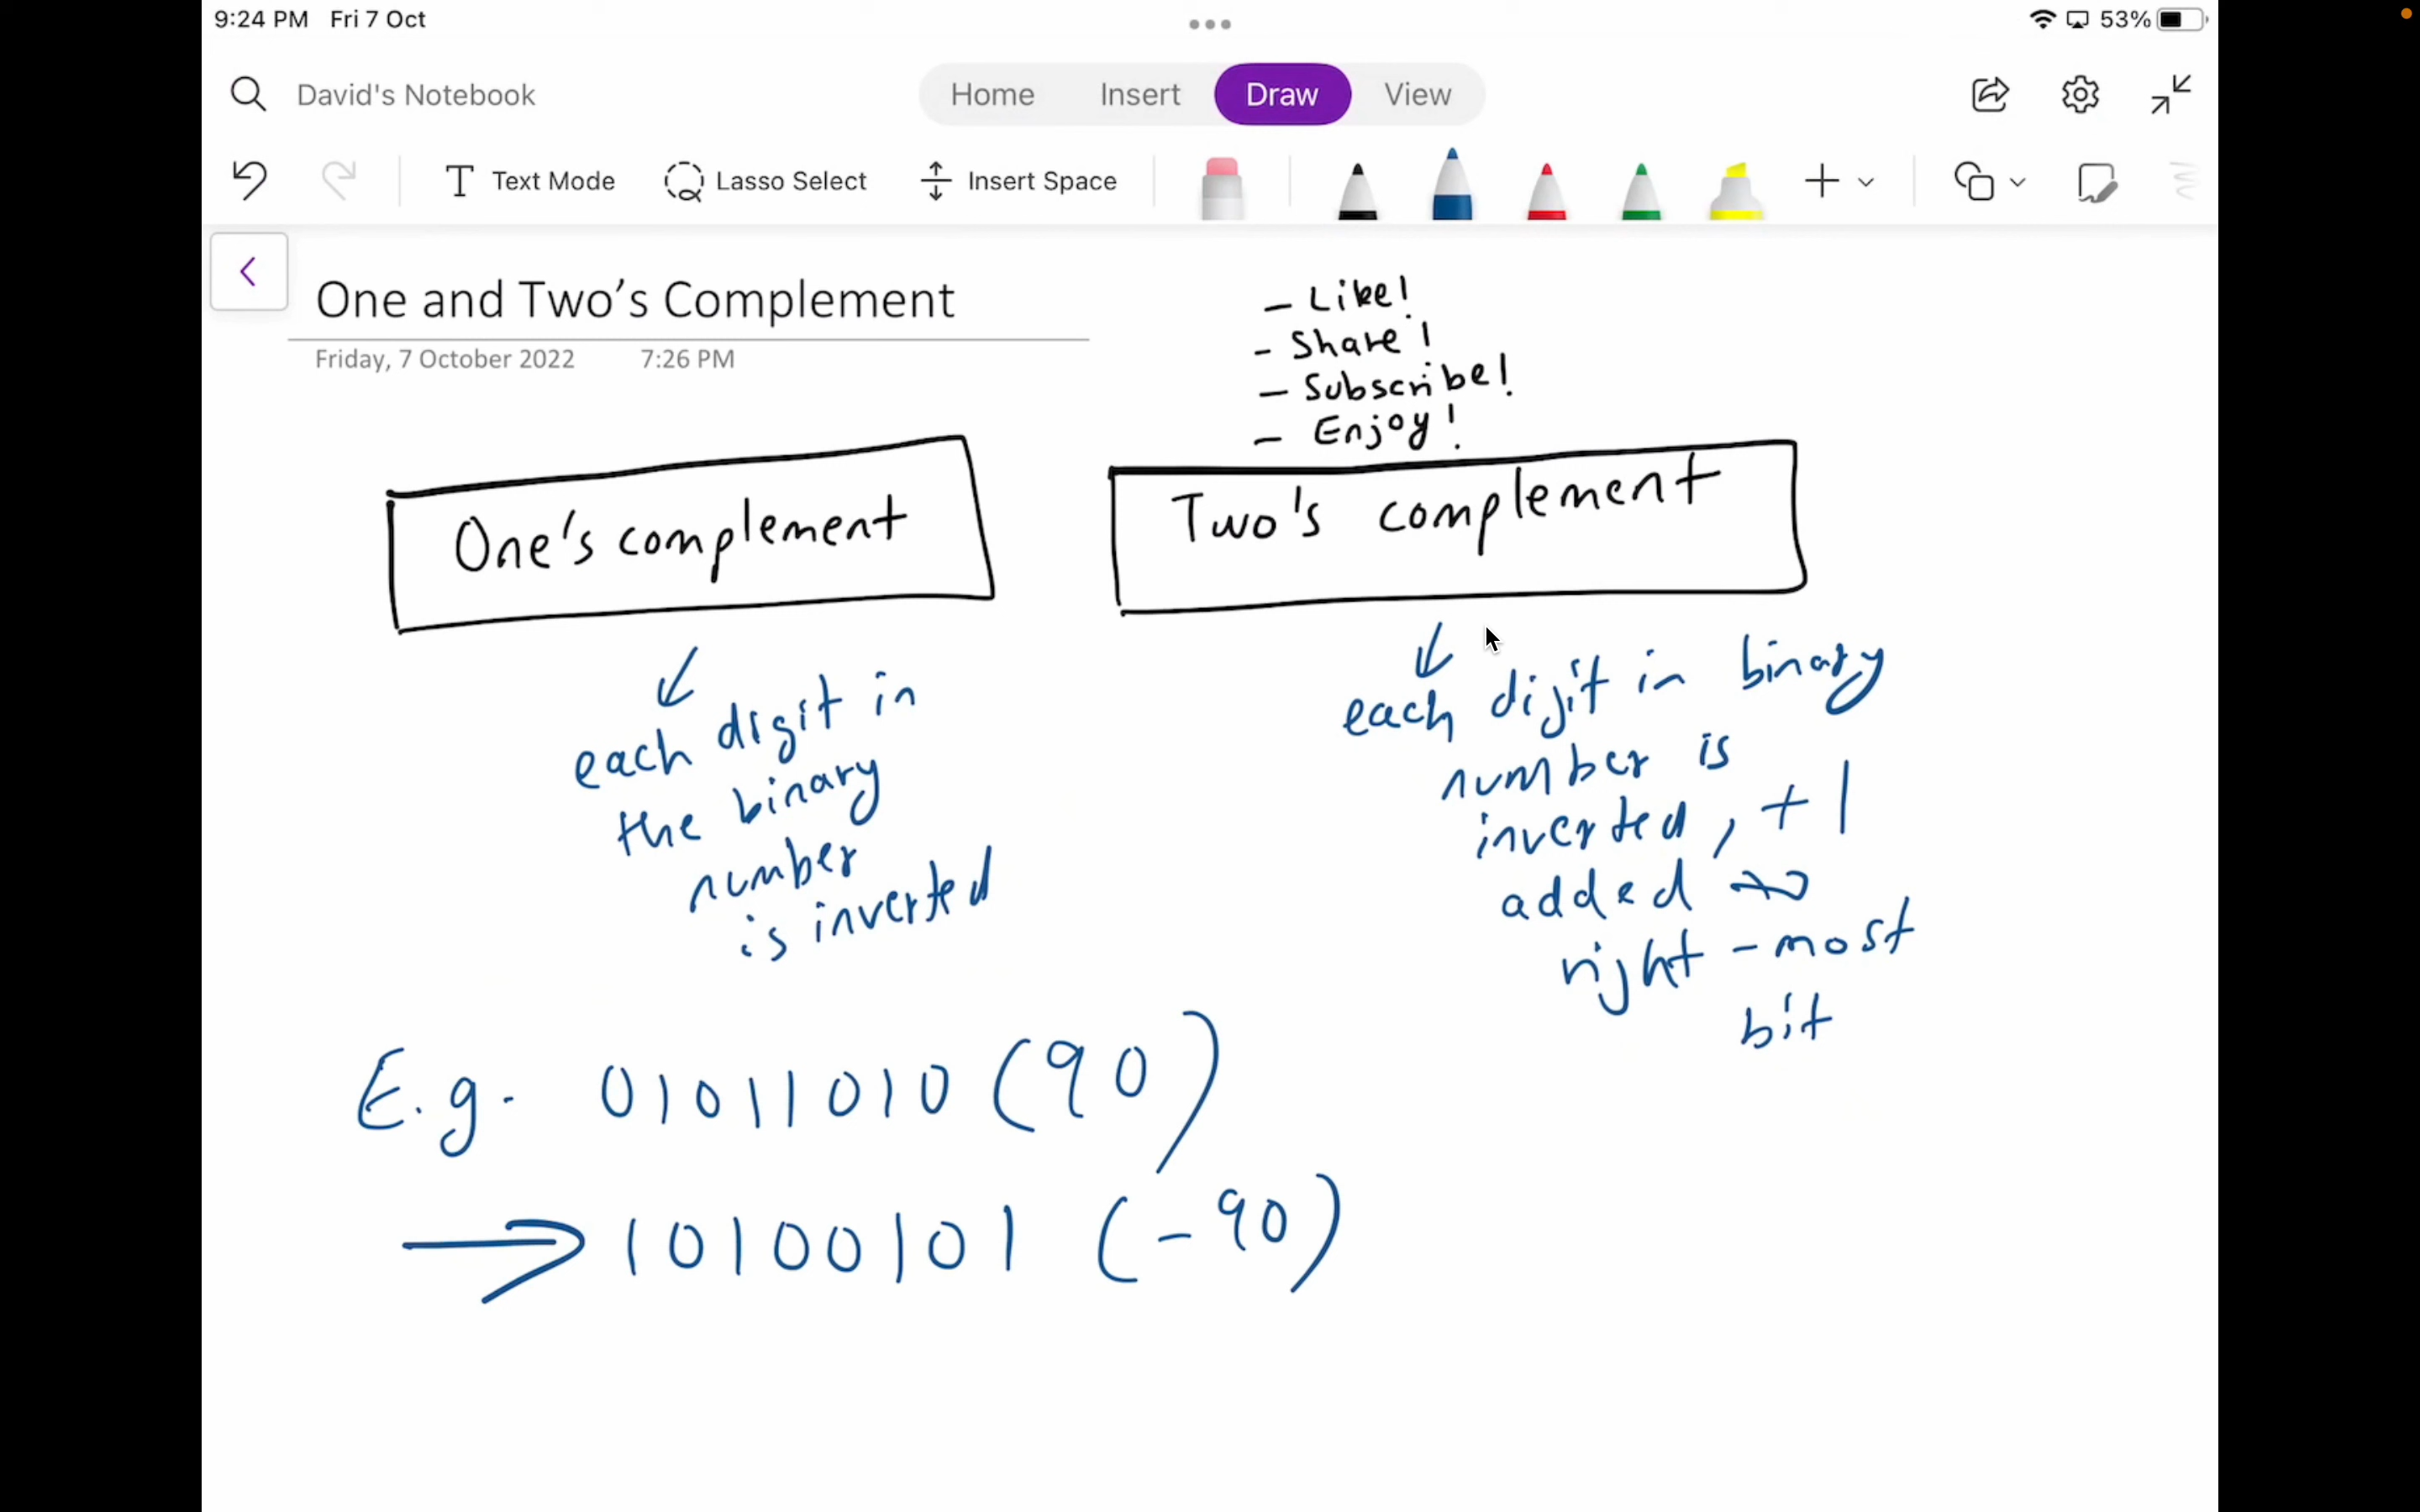 9:24 PM Fri 7 Oct
53%
David's Notebook
Home Insert Draw View
Text Mode Lasso Select Insert Space
One and Two's Complement
Friday, 7 October 2022 7:26 PM
- Like!
- Share!
- Subscribe!
- Enjoy!
One's complement
each digit in
the binary
number
is inverted
Two's complement
each digit in binary
number is
inverted, +1
added to
right-most
bit
E.g. 01011010 (90)
10100101 (-90)